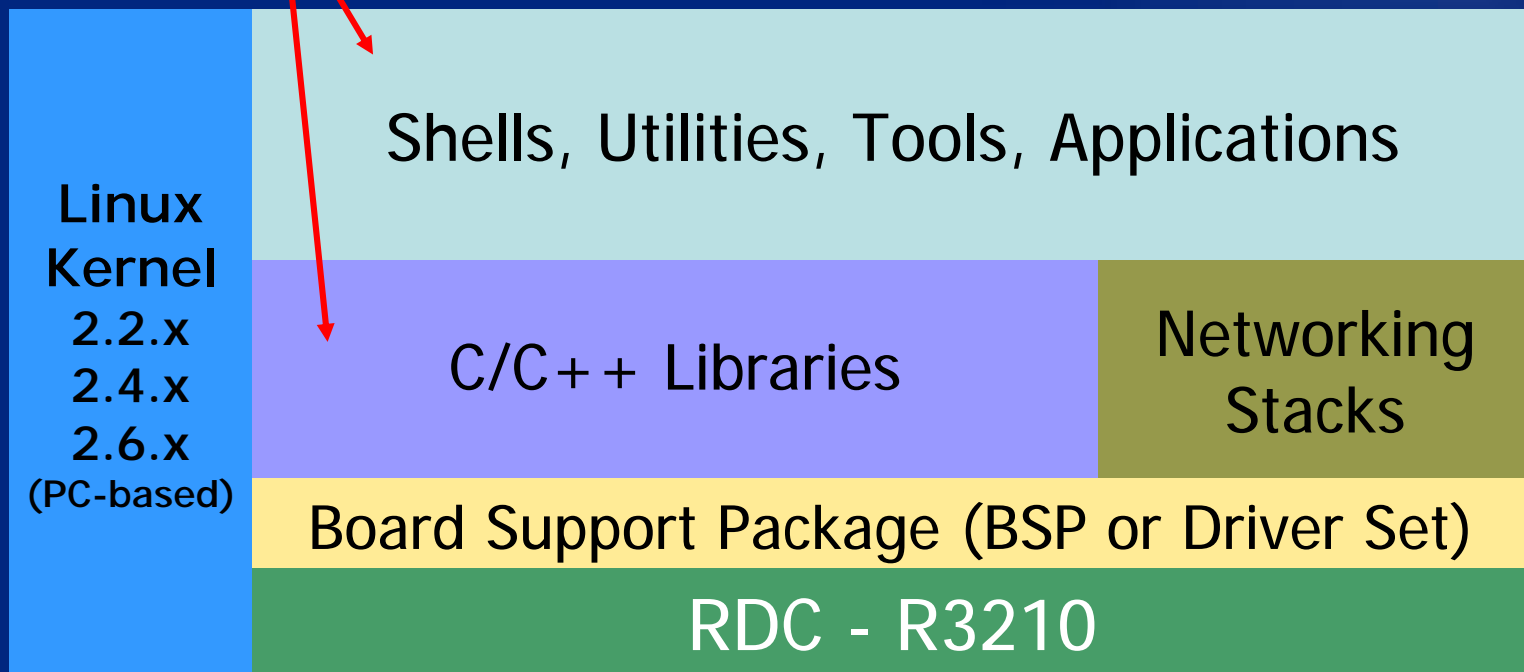 Shells, Utilities, Tools, Applications
Linux
Kernel
2.2.x
2.4.x
2.6.x
(PC-based)
C/C++ Libraries
Networking
Stacks
Board Support Package (BSP or Driver Set)
RDC - R3210